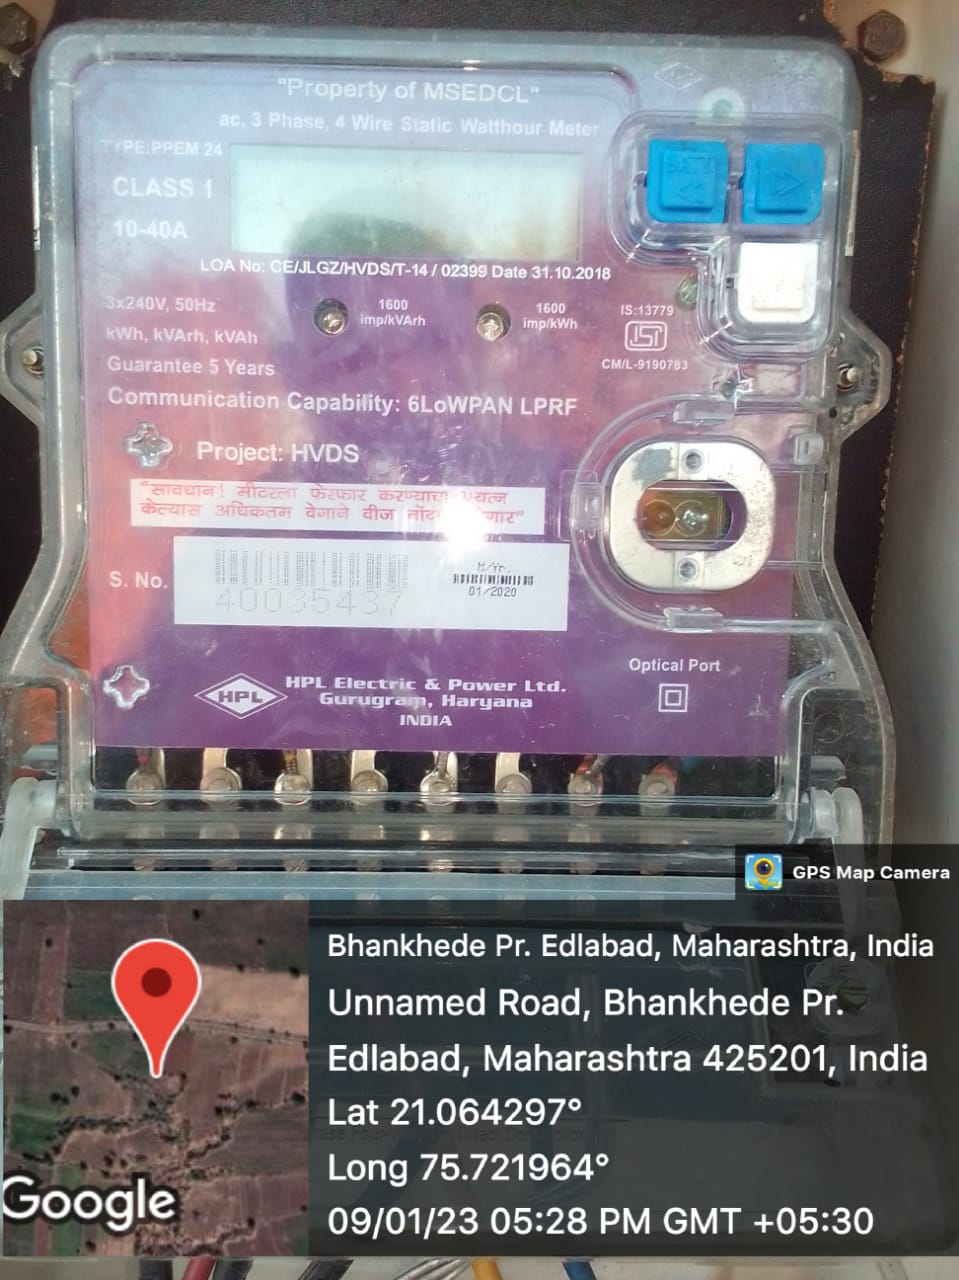 "Property of MSEDCL"
ac, 3 Phase, 4 Wire Static Watthour Meter
TYPE:PPEM 24
CLASS 1
10-40A
BATT
LOA No: CE/JLGZ/HVDS/T-14 / 02399 Date 31.10.2018
3x240V, 50Hz
1600
imp/kVArh
1600
imp/kWh
IS:13779
ISI
kWh, kVArh, kVAh
CM/L-9190783
Guarantee 5 Years
Communication Capability: 6LoWPAN LPRF
Project: HVDS
"सावधान! मीटरला फेरफार करण्याचा प्रयत्न
केल्यास अधिकतम वेगाने वीज
S. No.
40035437
M/Yr.
01/2020
Optical Port
HPL
HPL Electric & Power Ltd.
Gurugram, Haryana
INDIA
GPS Map Camera
Bhankhede Pr. Edlabad, Maharashtra, India
Unnamed Road, Bhankhede Pr.
Edlabad, Maharashtra 425201, India
Lat 21.064297°
Long 75.721964°
09/01/23 05:28 PM GMT +05:30
Google